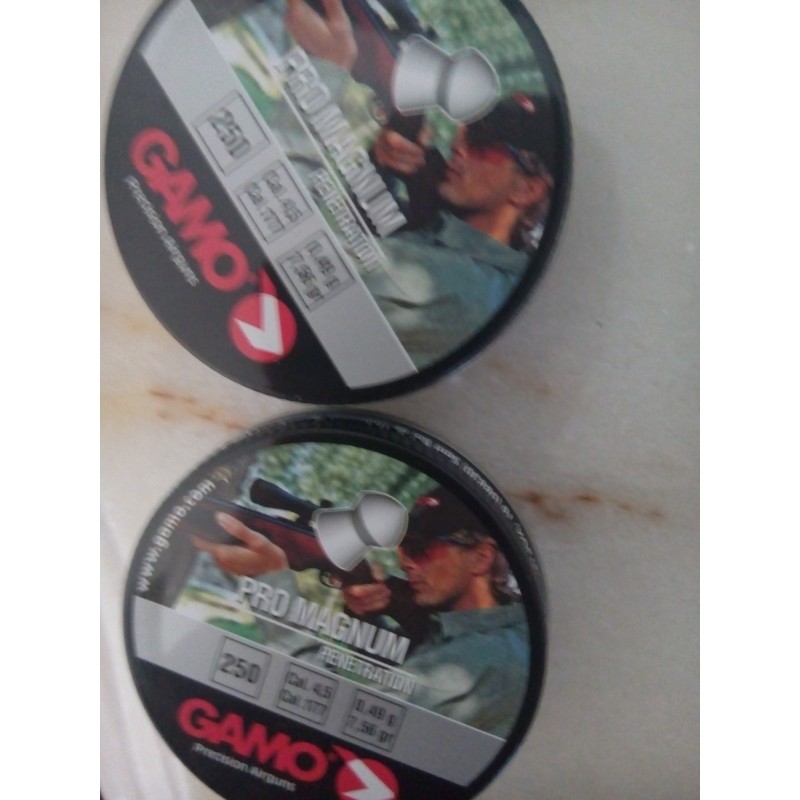 PRO MAGNUM
PENETRATION
250
Cal. 4,5
Cal. .177
0,49 g
7,56 gr
GAMO
Precision Airguns
www.gamo.com
PRO MAGNUM
PENETRATION
250
Cal. 4,5
Cal. .177
0,49 g
7,56 gr
GAMO
Precision Airguns